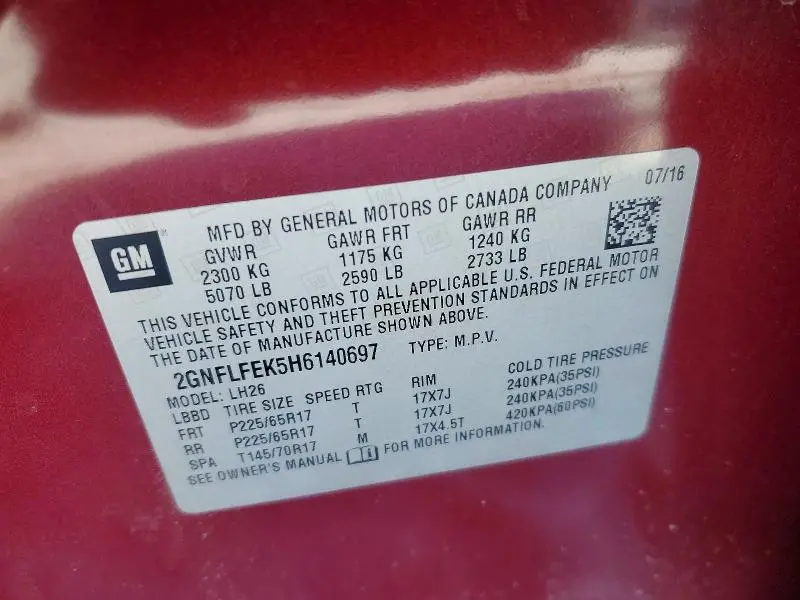 GM
MFD BY GENERAL MOTORS OF CANADA COMPANY 07/16
GVWR GAWR FRT GAWR RR
2300 KG 1175 KG 1240 KG
5070 LB 2590 LB 2733 LB
THIS VEHICLE CONFORMS TO ALL APPLICABLE U.S. FEDERAL MOTOR
VEHICLE SAFETY AND THEFT PREVENTION STANDARDS IN EFFECT ON
THE DATE OF MANUFACTURE SHOWN ABOVE.
2GNFLFEK5H6140697 TYPE: M.P.V.
MODEL: LH26
LBBD TIRE SIZE SPEED RTG RIM COLD TIRE PRESSURE
FRT P225/65R17 T 17X7J 240KPA(35PSI)
RR P225/65R17 T 17X7J 240KPA(35PSI)
SPA T145/70R17 M 17X4.5T 420KPA(60PSI)
SEE OWNER'S MANUAL FOR MORE INFORMATION.